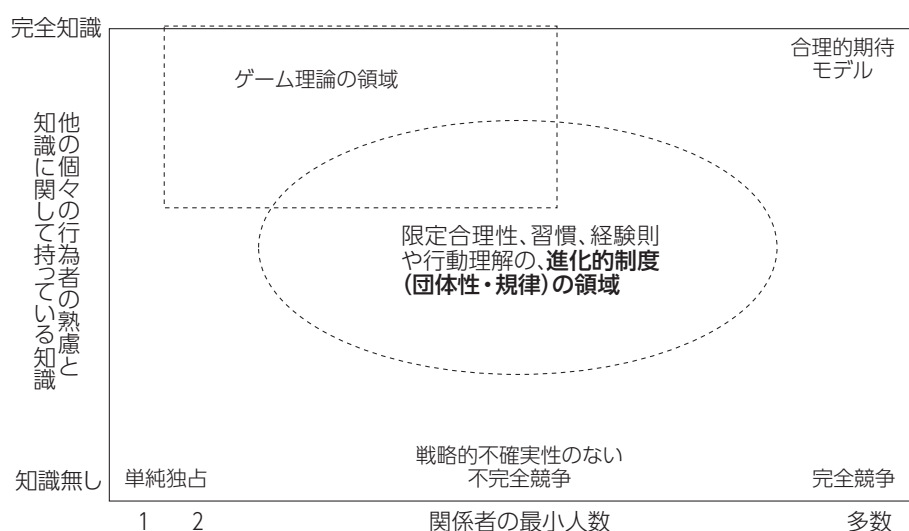 完全知識
合理的期待
モデル
ゲーム理論の領域
他の個々の行為者の熟慮と
知識に関して持っている知識
限定合理性、習慣、経験則
や行動理解の、進化的制度
(団体性・規律)の領域
戦略的不確実性のない
不完全競争
知識無し
単純独占
完全競争
1 2 関係者の最小人数 多数